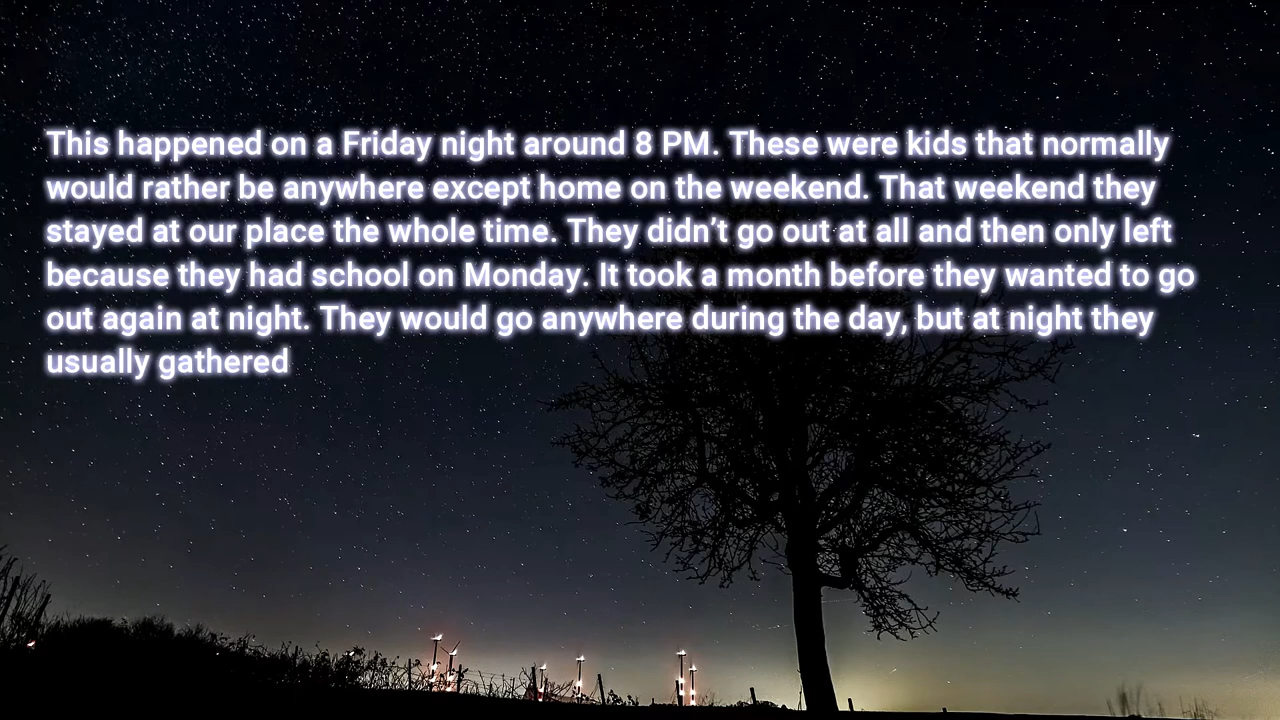 This happened on a Friday night around 8 PM. These were kids that normally
would rather be anywhere except home on the weekend. That weekend they
stayed at our place the whole time. They didn’t go out at all and then only left
because they had school on Monday. It took a month before they wanted to go
out again at night. They would go anywhere during the day, but at night they
usually gathered